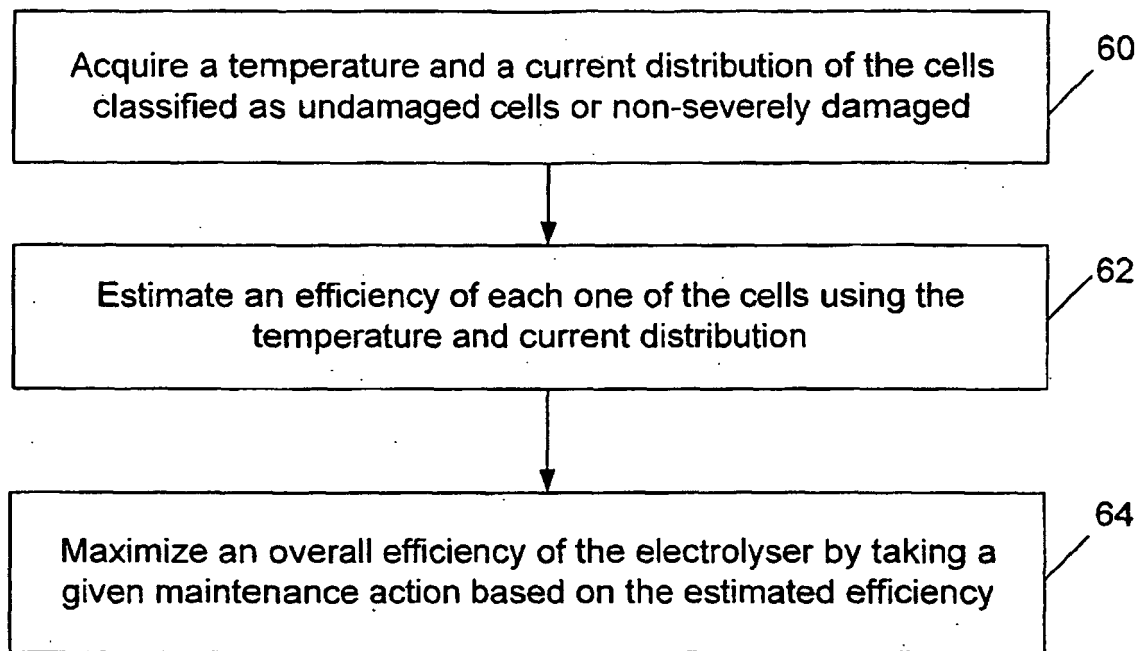 Acquire a temperature and a current distribution of the cells
classified as undamaged cells or non-severely damaged
60
Estimate an efficiency of each one of the cells using the
temperature and current distribution
62
Maximize an overall efficiency of the electrolyser by taking a
given maintenance action based on the estimated efficiency
64